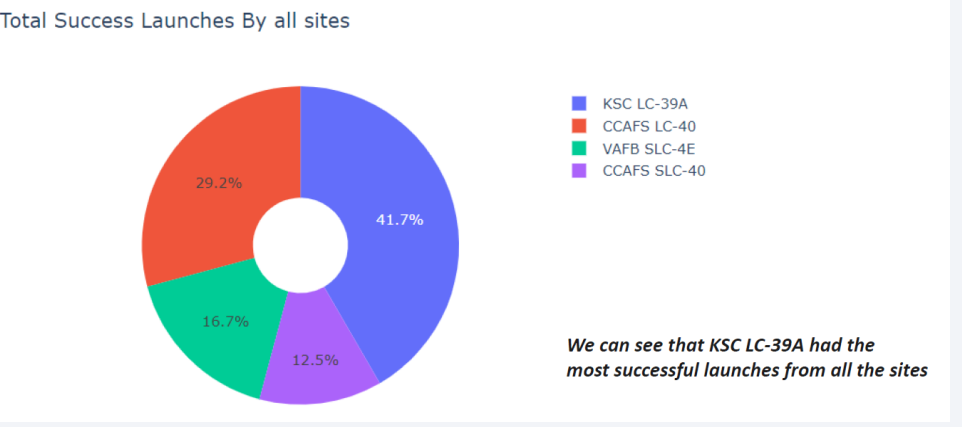 Total Success Launches By all sites
KSC LC-39A
CCAFS LC-40
VAFB SLC-4E
CCAFS SLC-40
29.2%
41.7%
16.7%
12.5%
We can see that KSC LC-39A had the
most successful launches from all the sites